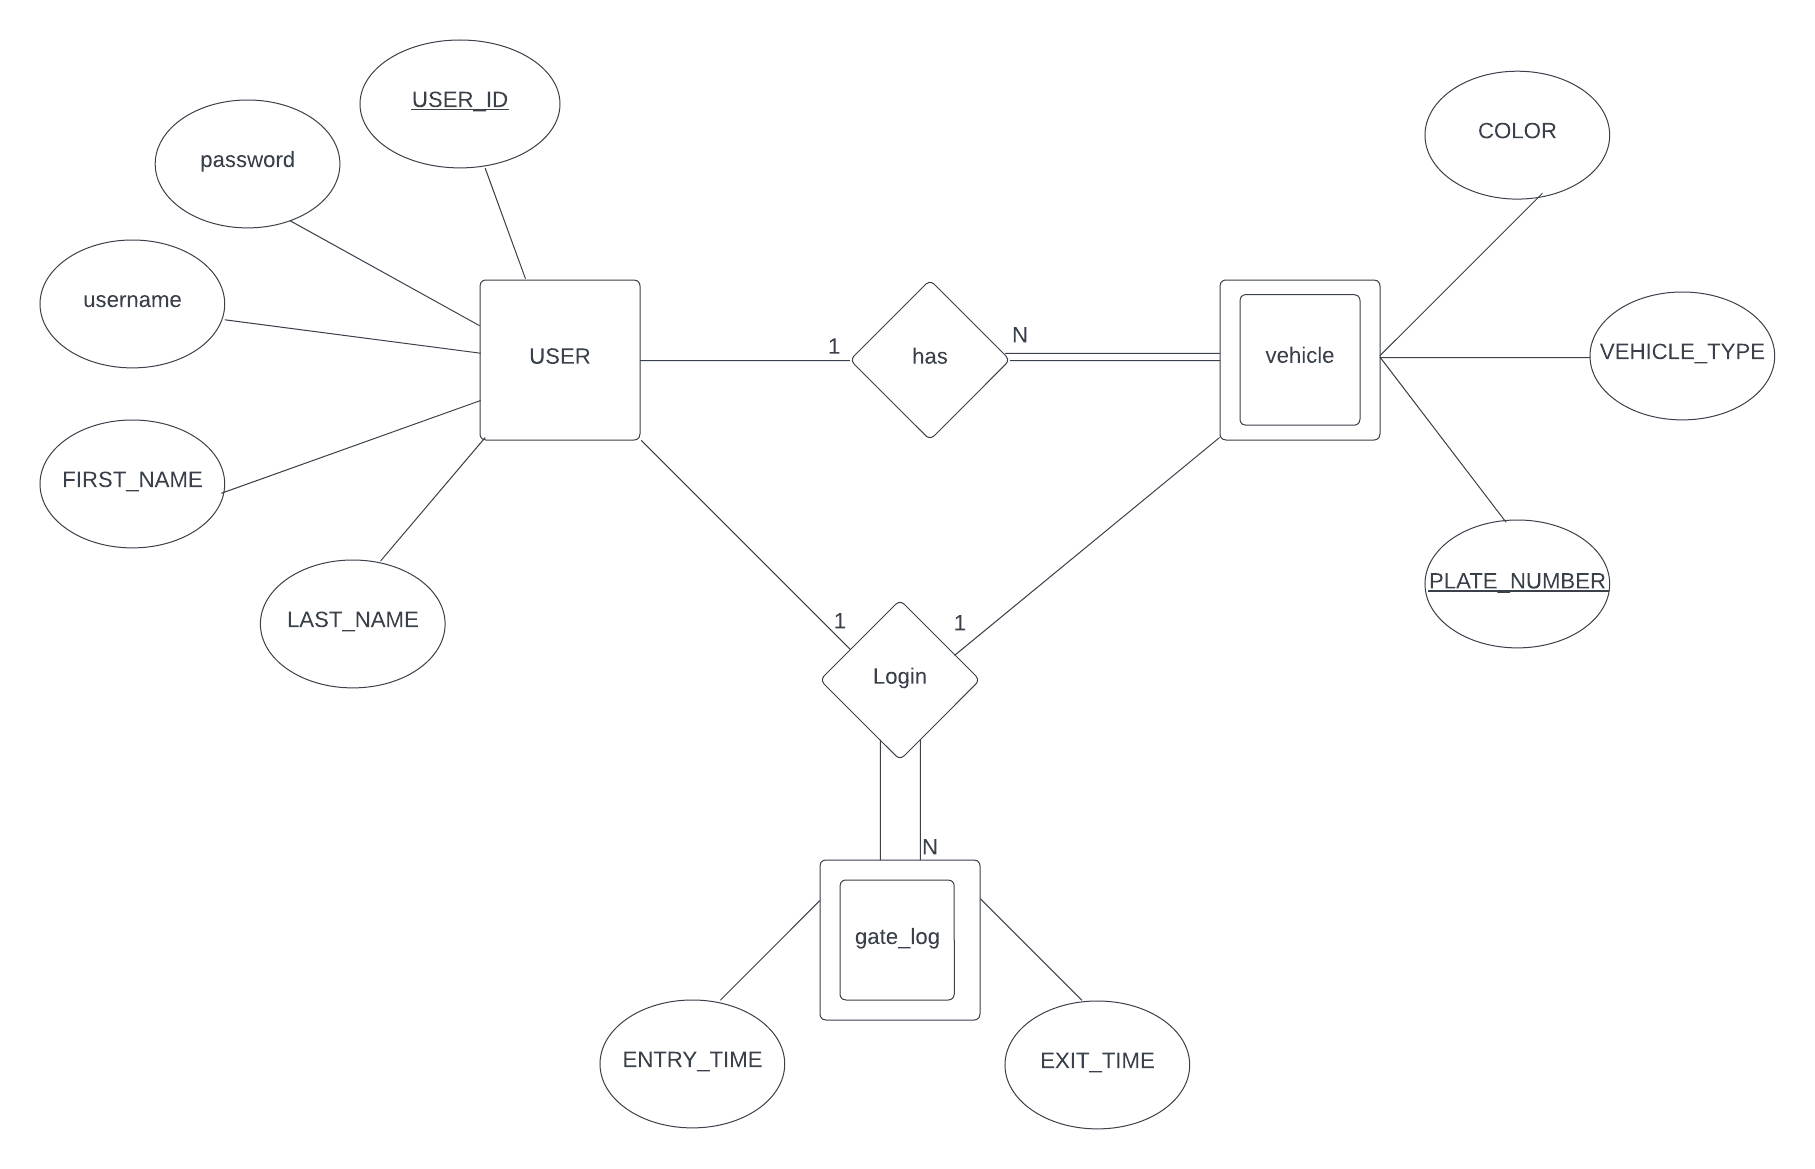 USER_ID
password
COLOR
username
USER
1
has
N
vehicle
VEHICLE_TYPE
FIRST_NAME
LAST_NAME
PLATE_NUMBER
1
1
Login
N
gate_log
ENTRY_TIME
EXIT_TIME